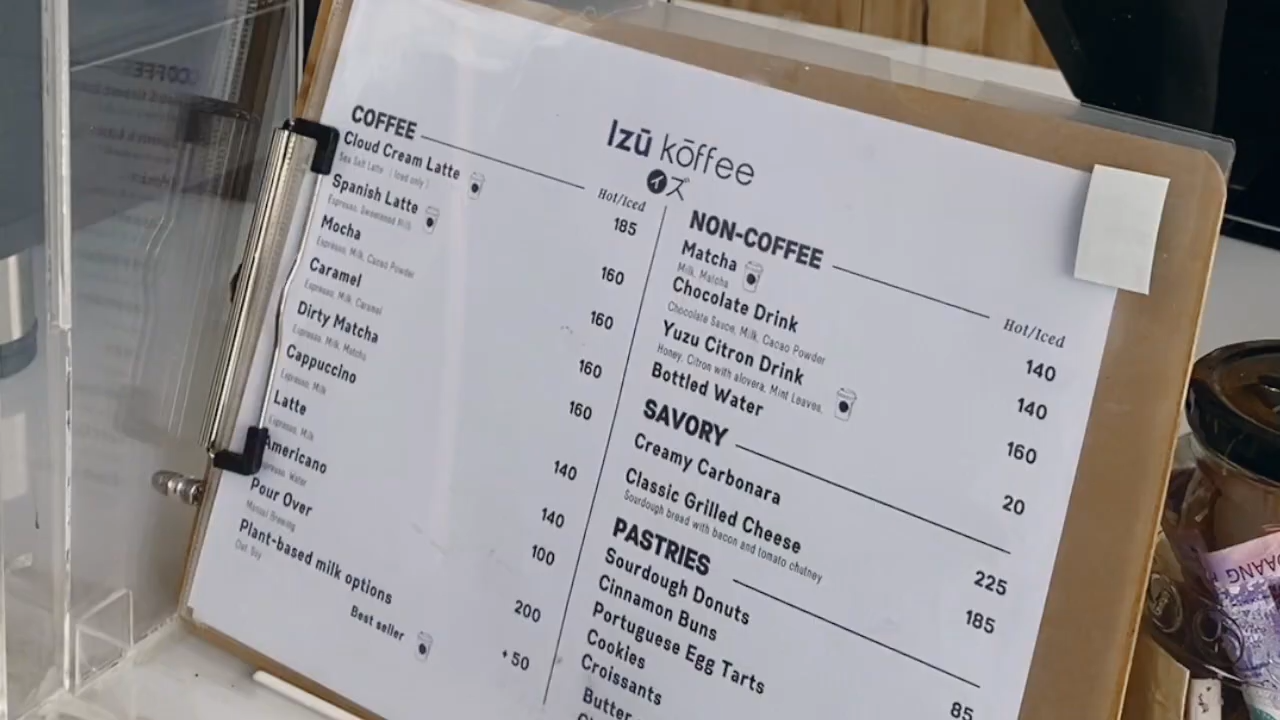 Izū kōffee
イズ
COFFEE
Hot/Iced
Cloud Cream Latte 185
Sea Salt Latte (Iced only)
Spanish Latte 160
Espresso, Sweetened Milk
Mocha 160
Espresso, Milk, Cacao Powder
Caramel 160
Espresso, Milk, Caramel
Dirty Matcha 160
Espresso, Milk, Matcha
Cappuccino 140
Espresso, Milk
Latte 140
Espresso, Milk
Americano 100
Espresso, Water
Pour Over 200
Manual Brewing
Plant-based milk options +50
Oat, Soy
Best seller
NON-COFFEE
Hot/Iced
Matcha 140
Milk, Matcha
Chocolate Drink 140
Chocolate Sauce, Milk, Cacao Powder
Yuzu Citron Drink 160
Honey, Citron with alovera, Mint Leaves,
Bottled Water 20
SAVORY
Creamy Carbonara 225
Classic Grilled Cheese 185
Sourdough bread with bacon and tomato chutney
PASTRIES
Sourdough Donuts 85
Cinnamon Buns
Portuguese Egg Tarts
Cookies
Croissants
Butter